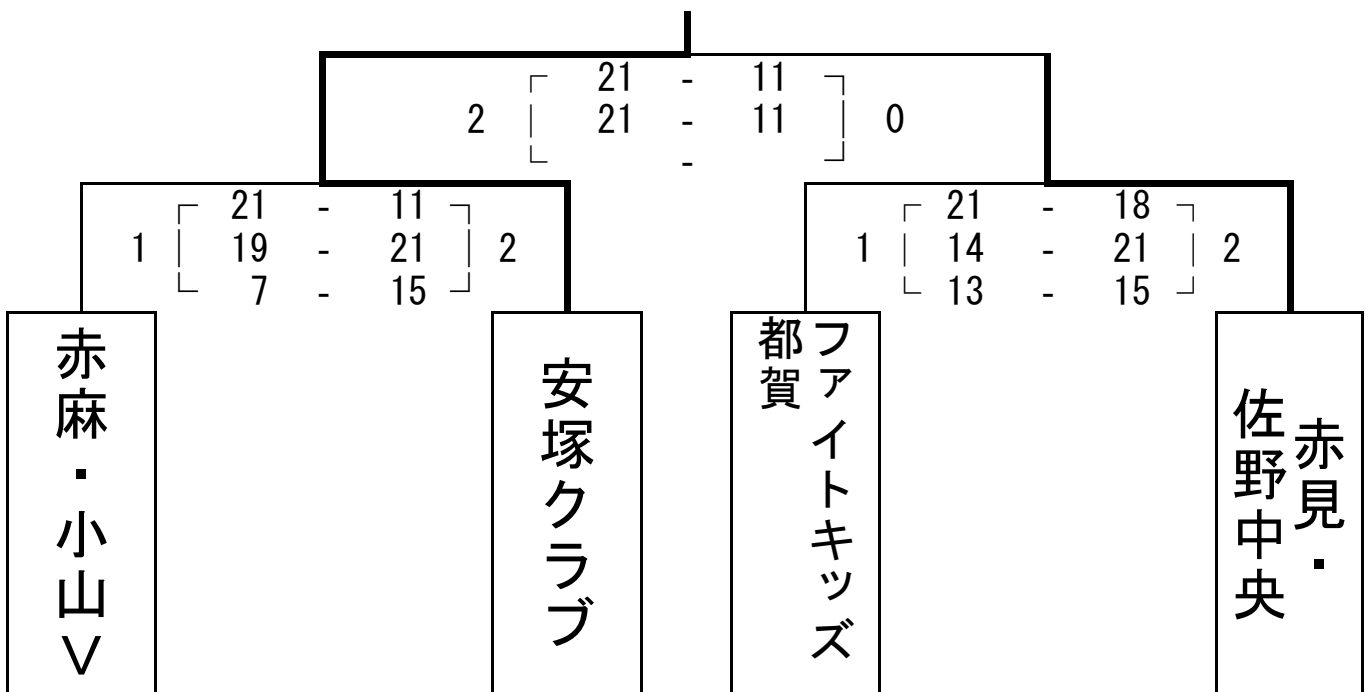 21 - 11
2 21 - 11 0
-
21 - 11
1 19 - 21 2
7 - 15
21 - 18
1 14 - 21 2
13 - 15
赤麻・小山V
安塚クラブ
ファイトキッズ
都賀
赤見・
佐野中央